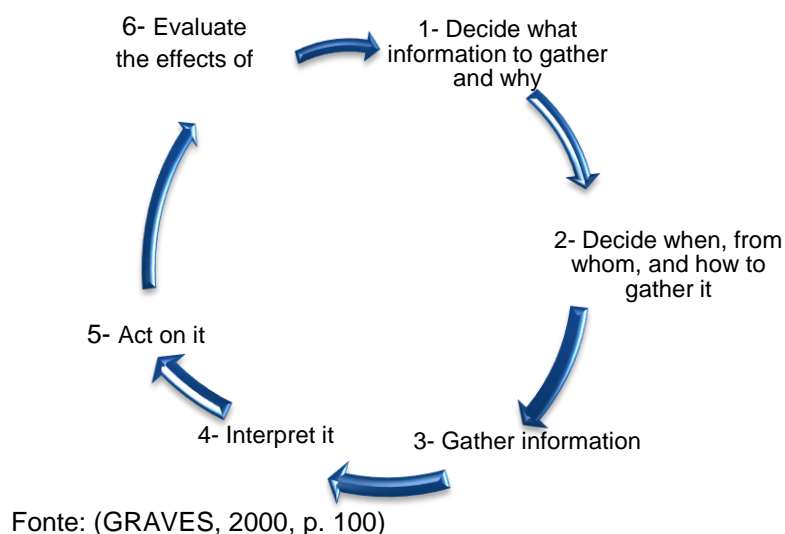 1- Decide what
information to gather
and why
2- Decide when, from
whom, and how to
gather it
3- Gather information
4- Interpret it
5- Act on it
6- Evaluate
the effects of
Fonte: (GRAVES, 2000, p. 100)